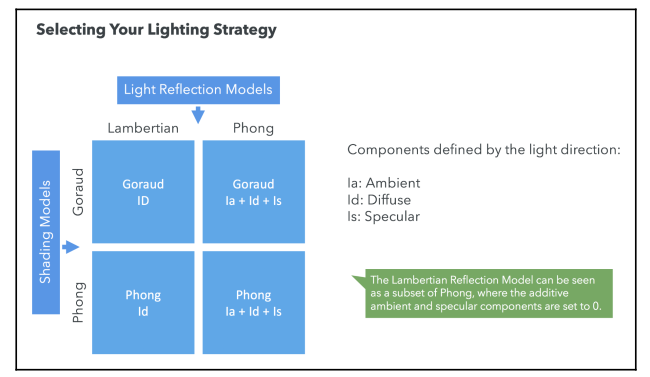 Selecting Your Lighting Strategy
Light Reflection Models
Lambertian
Phong
Shading Models
Goraud
Goraud
ID
Goraud
Ia + Id + Is
Phong
Phong
Id
Phong
Ia + Id + Is
Components defined by the light direction:
Ia: Ambient
Id: Diffuse
Is: Specular
The Lambertian Reflection Model can be seen
as a subset of Phong, where the additive
ambient and specular components are set to 0.